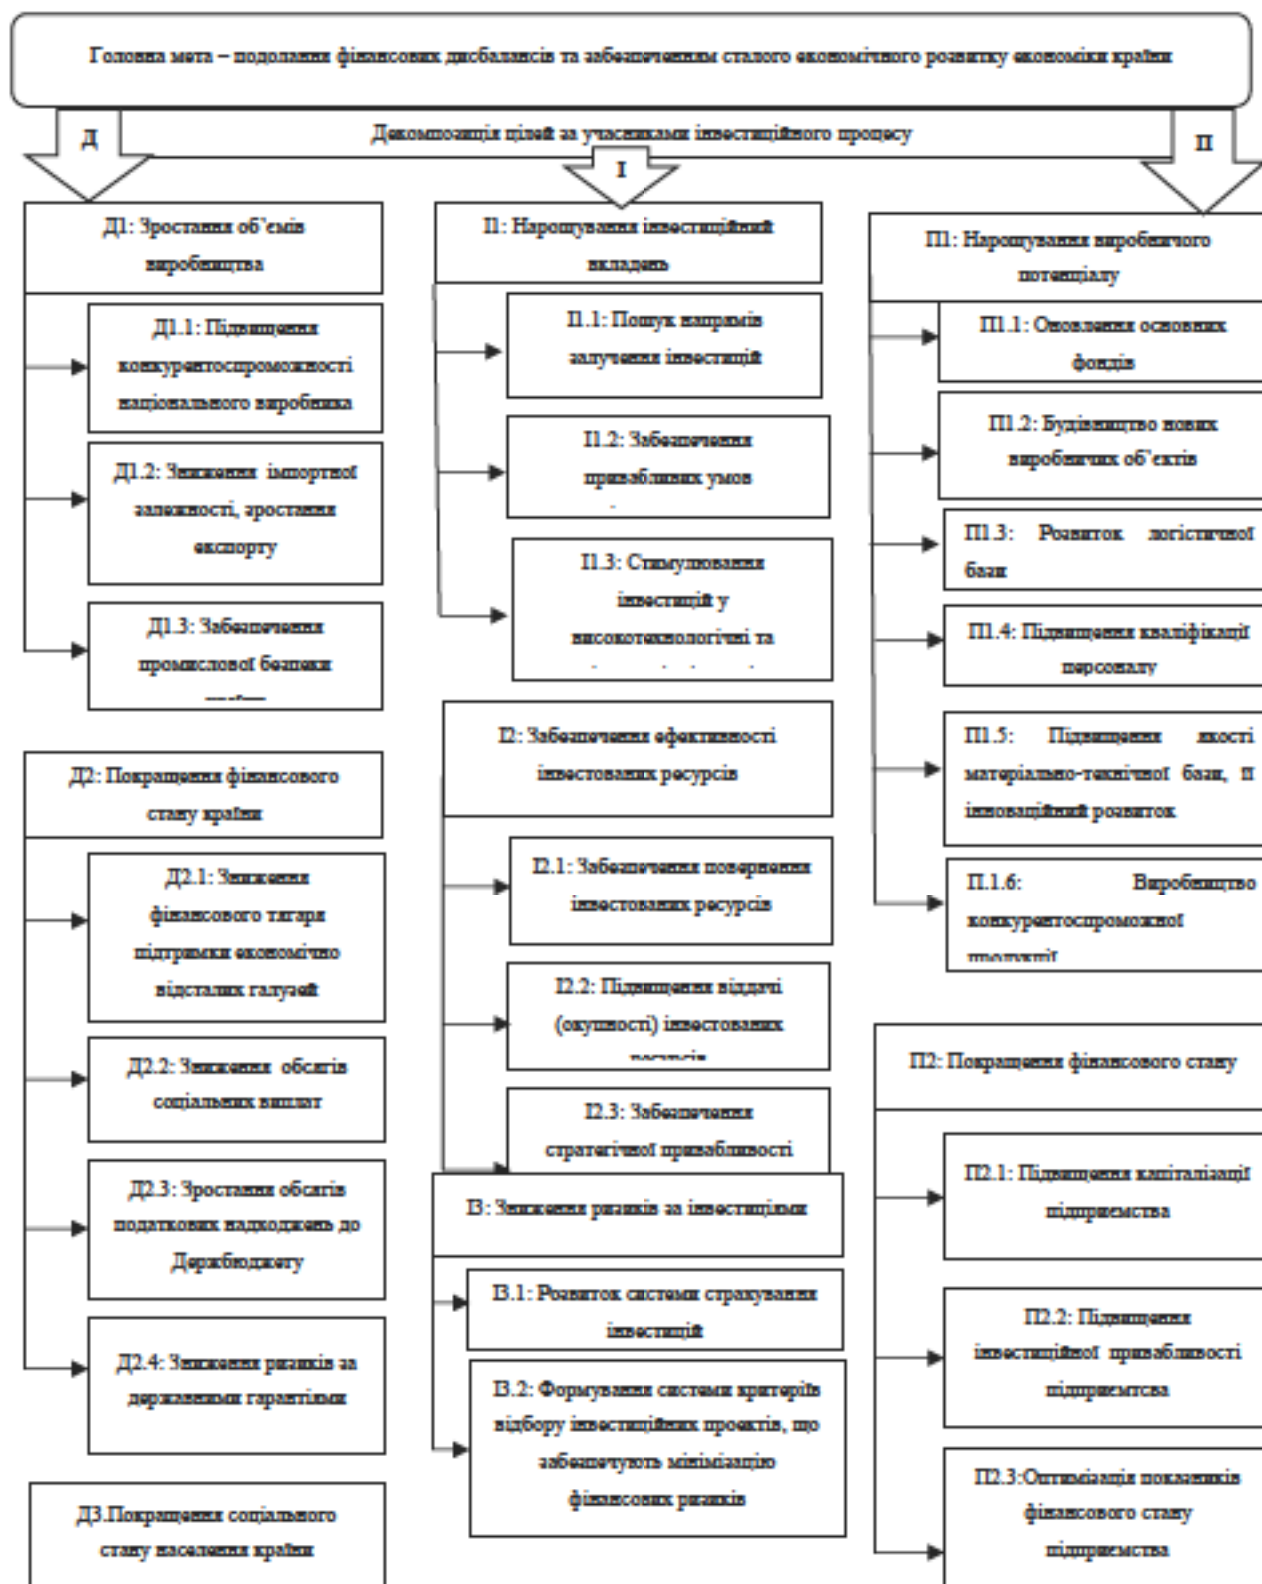 Головна мета – подолання фінансових дисбалансів та забезпеченням сталого економічного розвитку економіки країни
Декомпозиція цілей за учасниками інвестиційного процесу
Д
І
П
Д1: Зростання об’ємів
виробництва
Д1.1: Підвищення
конкурентоспроможності
національного виробника
Д1.2: Зниження імпортної
залежності, зростання
експорту
Д1.3: Забезпечення
промислової безпеки
Д2: Покращення фінансового
стану країни
Д2.1: Зниження
фінансового тягаря
підтримки економічно
відсталих галузей
Д2.2: Зниження обсягів
соціальних виплат
Д2.3: Зростання обсягів
податкових надходжень до
Держбюджету
Д2.4: Зниження ризиків за
державними гарантіями
Д3.Покращення соціального
стану населення країни
І1: Нарощування інвестиційний
вкладень
І1.1: Пошук напрямів
залучення інвестицій
І1.2: Забезпечення
привабливих умов
І1.3: Стимулювання
інвестицій у
високотехнологічні та
І2: Забезпечення ефективності
інвестованих ресурсів
І2.1: Забезпечення повернення
інвестованих ресурсів
І2.2: Підвищення віддачі
(окупності) інвестованих
І2.3: Забезпечення
стратегічної привабливості
І3: Зниження ризиків за інвестиціями
І3.1: Розвиток системи страхування
інвестицій
І3.2: Формування системи критеріїв
відбору інвестиційних проектів, що
забезпечують мінімізацію
фінансових ризиків
П1: Нарощування виробничого
потенціалу
П1.1: Оновлення основних
фондів
П1.2: Будівництво нових
виробничих об’єктів
П1.3: Розвиток логістичної
бази
П1.4: Підвищення кваліфікації
персоналу
П1.5: Підвищення якості
матеріально-технічної бази, її
інноваційний розвиток
П.1.6: Виробництво
конкурентоспроможної
продукції
П2: Покращення фінансового стану
П2.1: Підвищення капіталізації
підприємства
П2.2: Підвищення
інвестиційної привабливості
підприємтсва
П2.3:Оптимізація показників
фінансового стану
підприємства